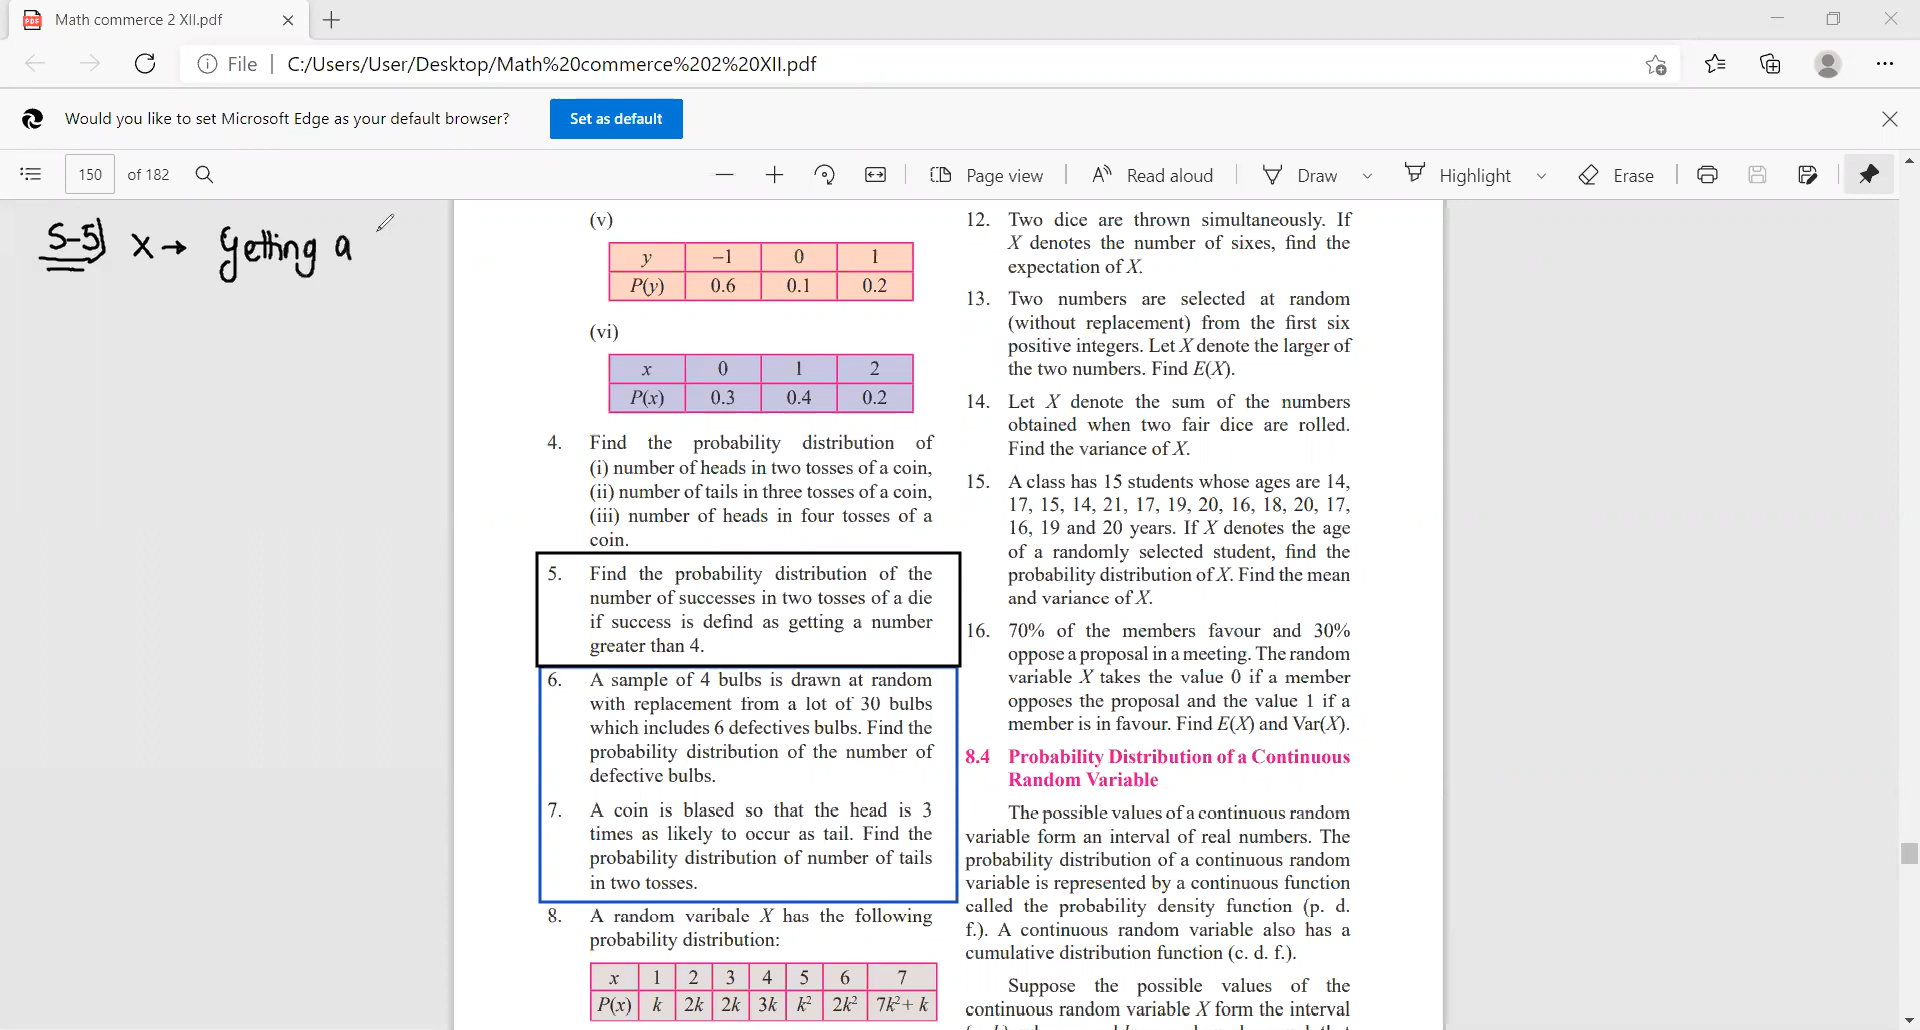 Math commerce 2 XII.pdf
File | C:/Users/User/Desktop/Math%20commerce%202%20XII.pdf
Would you like to set Microsoft Edge as your default browser? Set as default
150 of 182 Page view Read aloud Draw Highlight Erase
S-5) X → Getting a
(v)
y −1 0 1
P(y) 0.6 0.1 0.2
(vi)
x 0 1 2
P(x) 0.3 0.4 0.2
4. Find the probability distribution of
(i) number of heads in two tosses of a coin,
(ii) number of tails in three tosses of a coin,
(iii) number of heads in four tosses of a
coin.
5. Find the probability distribution of the
number of successes in two tosses of a die
if success is defind as getting a number
greater than 4.
6. A sample of 4 bulbs is drawn at random
with replacement from a lot of 30 bulbs
which includes 6 defectives bulbs. Find the
probability distribution of the number of
defective bulbs.
7. A coin is blased so that the head is 3
times as likely to occur as tail. Find the
probability distribution of number of tails
in two tosses.
8. A random varibale X has the following
probability distribution:
x 1 2 3 4 5 6 7
P(x) k 2k 2k 3k k² 2k² 7k²+ k
12. Two dice are thrown simultaneously. If
X denotes the number of sixes, find the
expectation of X.
13. Two numbers are selected at random
(without replacement) from the first six
positive integers. Let X denote the larger of
the two numbers. Find E(X).
14. Let X denote the sum of the numbers
obtained when two fair dice are rolled.
Find the variance of X.
15. A class has 15 students whose ages are 14,
17, 15, 14, 21, 17, 19, 20, 16, 18, 20, 17,
16, 19 and 20 years. If X denotes the age
of a randomly selected student, find the
probability distribution of X. Find the mean
and variance of X.
16. 70% of the members favour and 30%
oppose a proposal in a meeting. The random
variable X takes the value 0 if a member
opposes the proposal and the value 1 if a
member is in favour. Find E(X) and Var(X).
8.4 Probability Distribution of a Continuous
Random Variable
The possible values of a continuous random
variable form an interval of real numbers. The
probability distribution of a continuous random
variable is represented by a continuous function
called the probability density function (p. d.
f.). A continuous random variable also has a
cumulative distribution function (c. d. f.).
Suppose the possible values of the
continuous random variable X form the interval